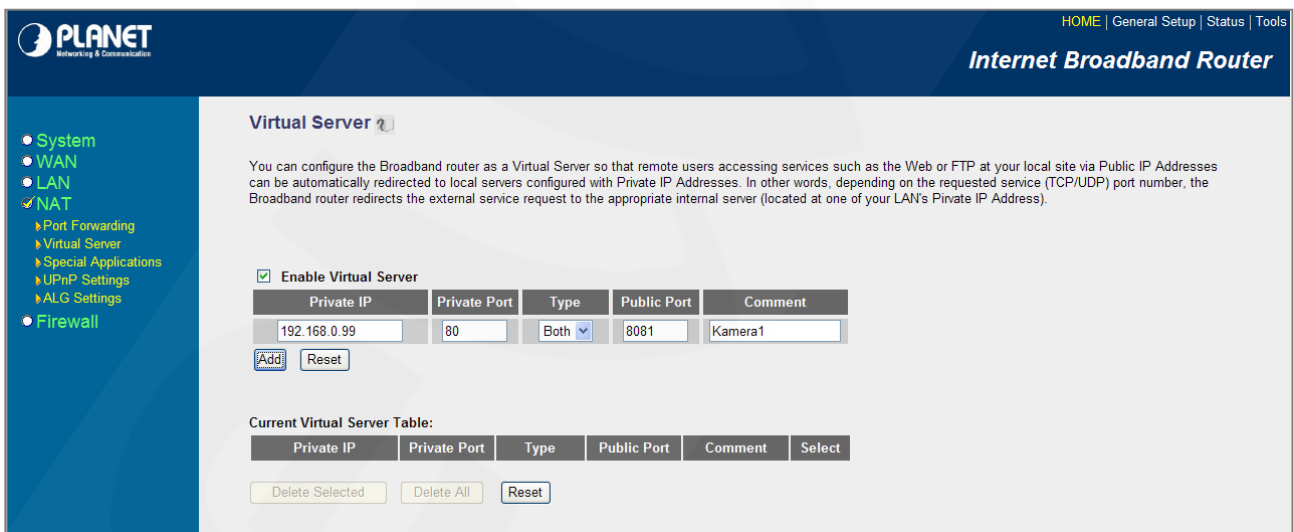 HOME | General Setup | Status | Tools
PLANET
Networking & Communication
Internet Broadband Router
System
WAN
LAN
NAT
Port Forwarding
Virtual Server
Special Applications
UPnP Settings
ALG Settings
Firewall
Virtual Server
You can configure the Broadband router as a Virtual Server so that remote users accessing services such as the Web or FTP at your local site via Public IP Addresses
can be automatically redirected to local servers configured with Private IP Addresses. In other words, depending on the requested service (TCP/UDP) port number, the
Broadband router redirects the external service request to the appropriate internal server (located at one of your LAN's Private IP Address).
Enable Virtual Server
Private IP Private Port Type Public Port Comment
192.168.0.99 80 Both 8081 Kamera1
Add Reset
Current Virtual Server Table:
Private IP Private Port Type Public Port Comment Select
Delete Selected Delete All Reset